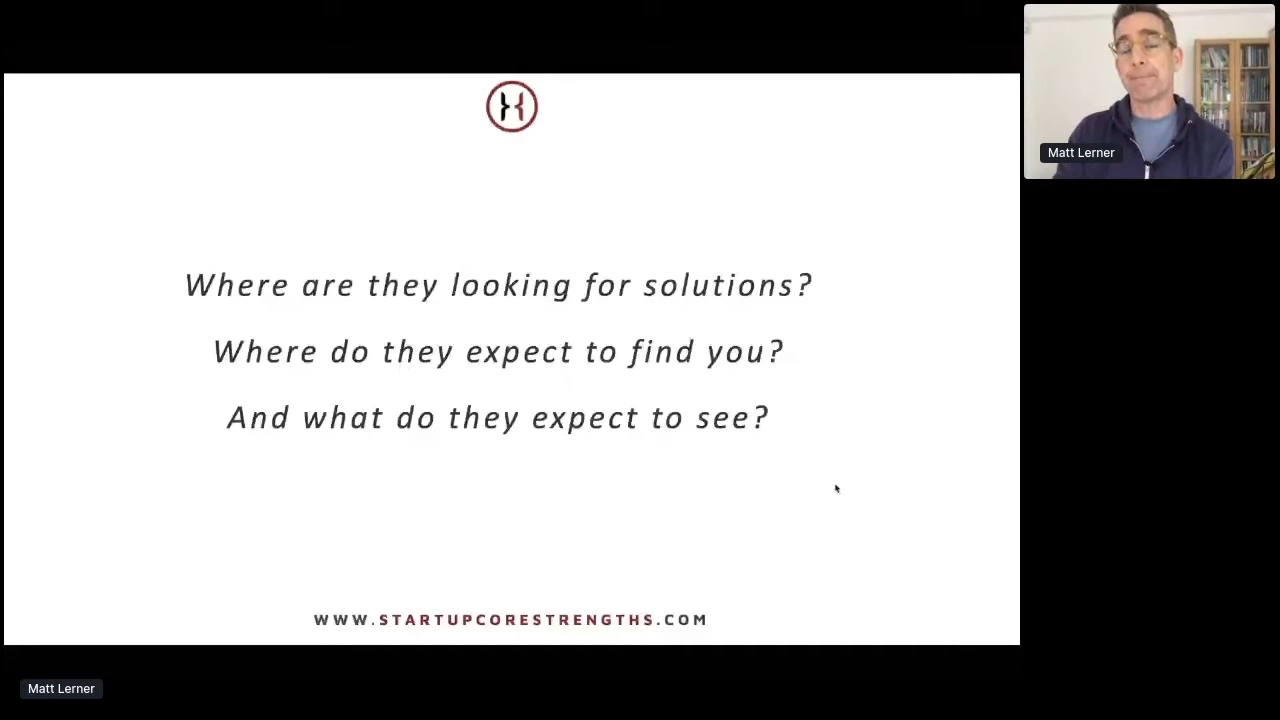 Matt Lerner
Where are they looking for solutions?
Where do they expect to find you?
And what do they expect to see?
WWW.STARTUPCORESTRENGTHS.COM
Matt Lerner